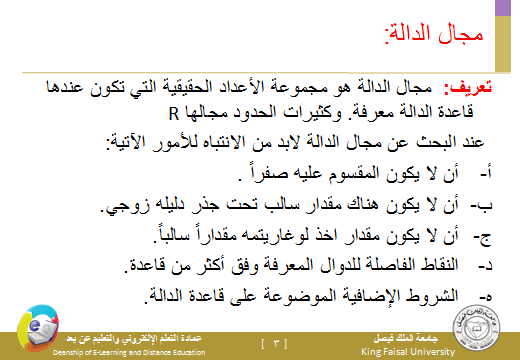 مجال الدالة:
تعريف: مجال الدالة هو مجموعة الأعداد الحقيقية التي تكون عندها
قاعدة الدالة معرفة. وكثيرات الحدود مجالها R
عند البحث عن مجال الدالة لابد من الانتباه للأمور الآتية:
أ- أن لا يكون المقسوم عليه صفراً .
ب- أن لا يكون هناك مقدار سالب تحت جذر دليله زوجي.
ج- أن لا يكون مقدار اخذ لوغاريتمه مقداراً سالباً.
د- النقاط الفاصلة للدوال المعرفة وفق أكثر من قاعدة.
ه- الشروط الإضافية الموضوعة على قاعدة الدالة.
جامعة الملك فيصل
King Faisal University
[ ٣ ]
عمادة التعلم الإلكتروني والتعليم عن بعد
Deanship of E-Learning and Distance Education